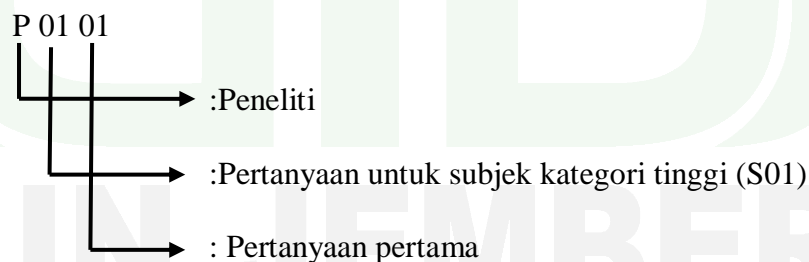 P 01 01
:Peneliti
:Pertanyaan untuk subjek kategori tinggi (S01)
: Pertanyaan pertama